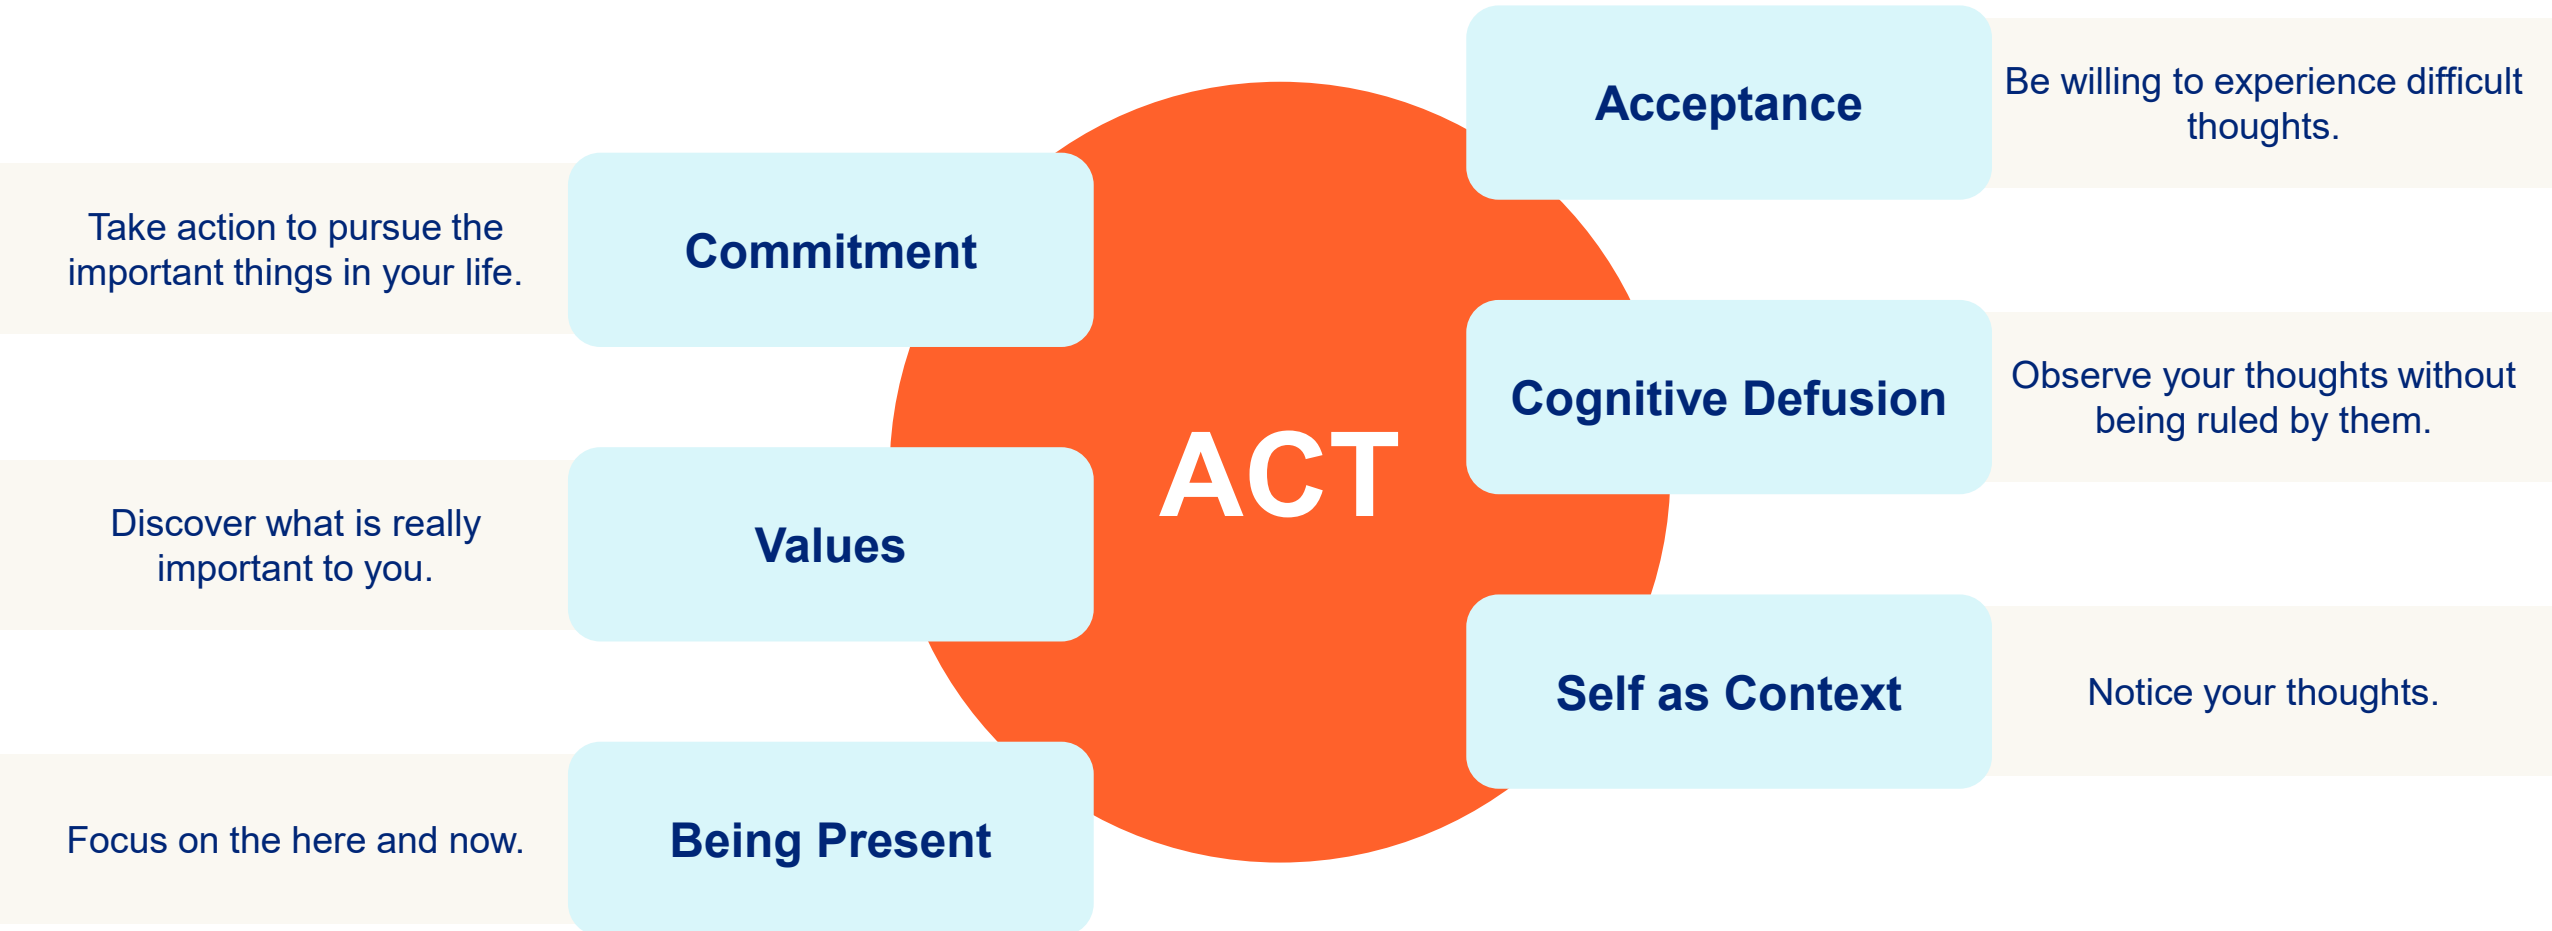 Take action to pursue the
important things in your life.
Commitment
Discover what is really
important to you.
Values
Focus on the here and now.
Being Present
ACT
Acceptance
Be willing to experience difficult
thoughts.
Cognitive Defusion
Observe your thoughts without
being ruled by them.
Self as Context
Notice your thoughts.